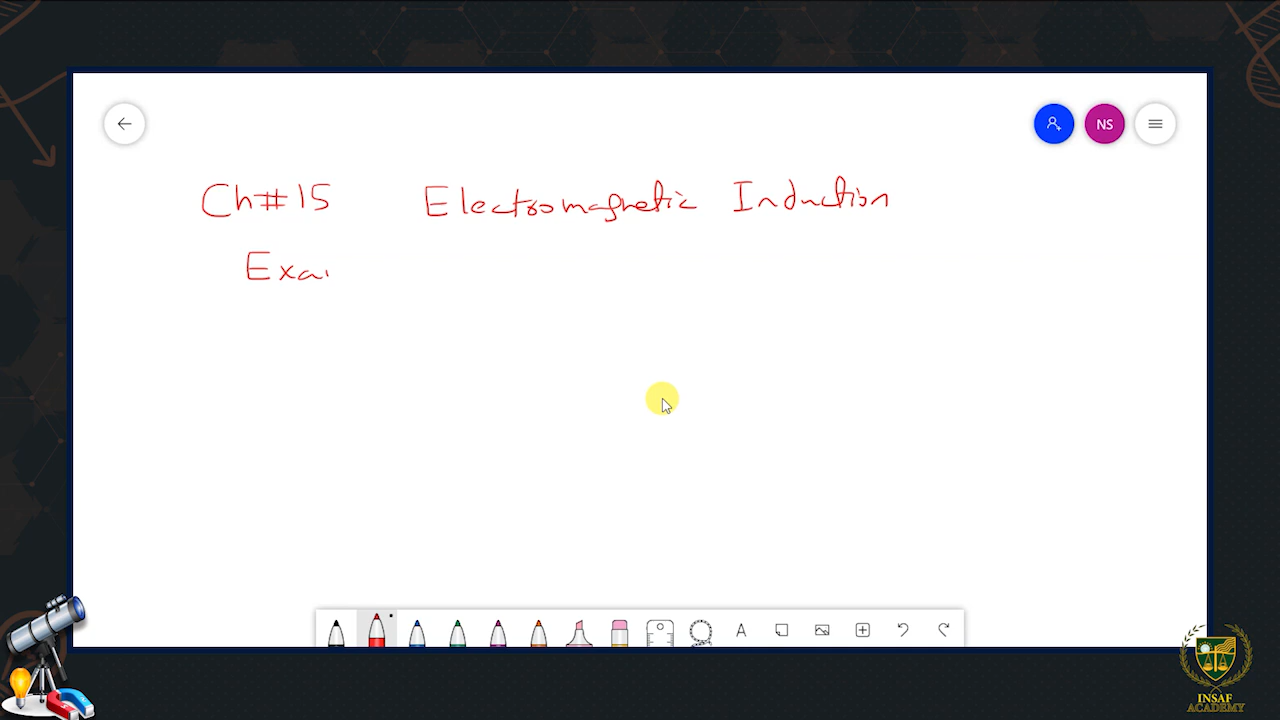 NS
Ch#15 Electromagnetic Induction
Exa
A
INSAF
ACADEMY